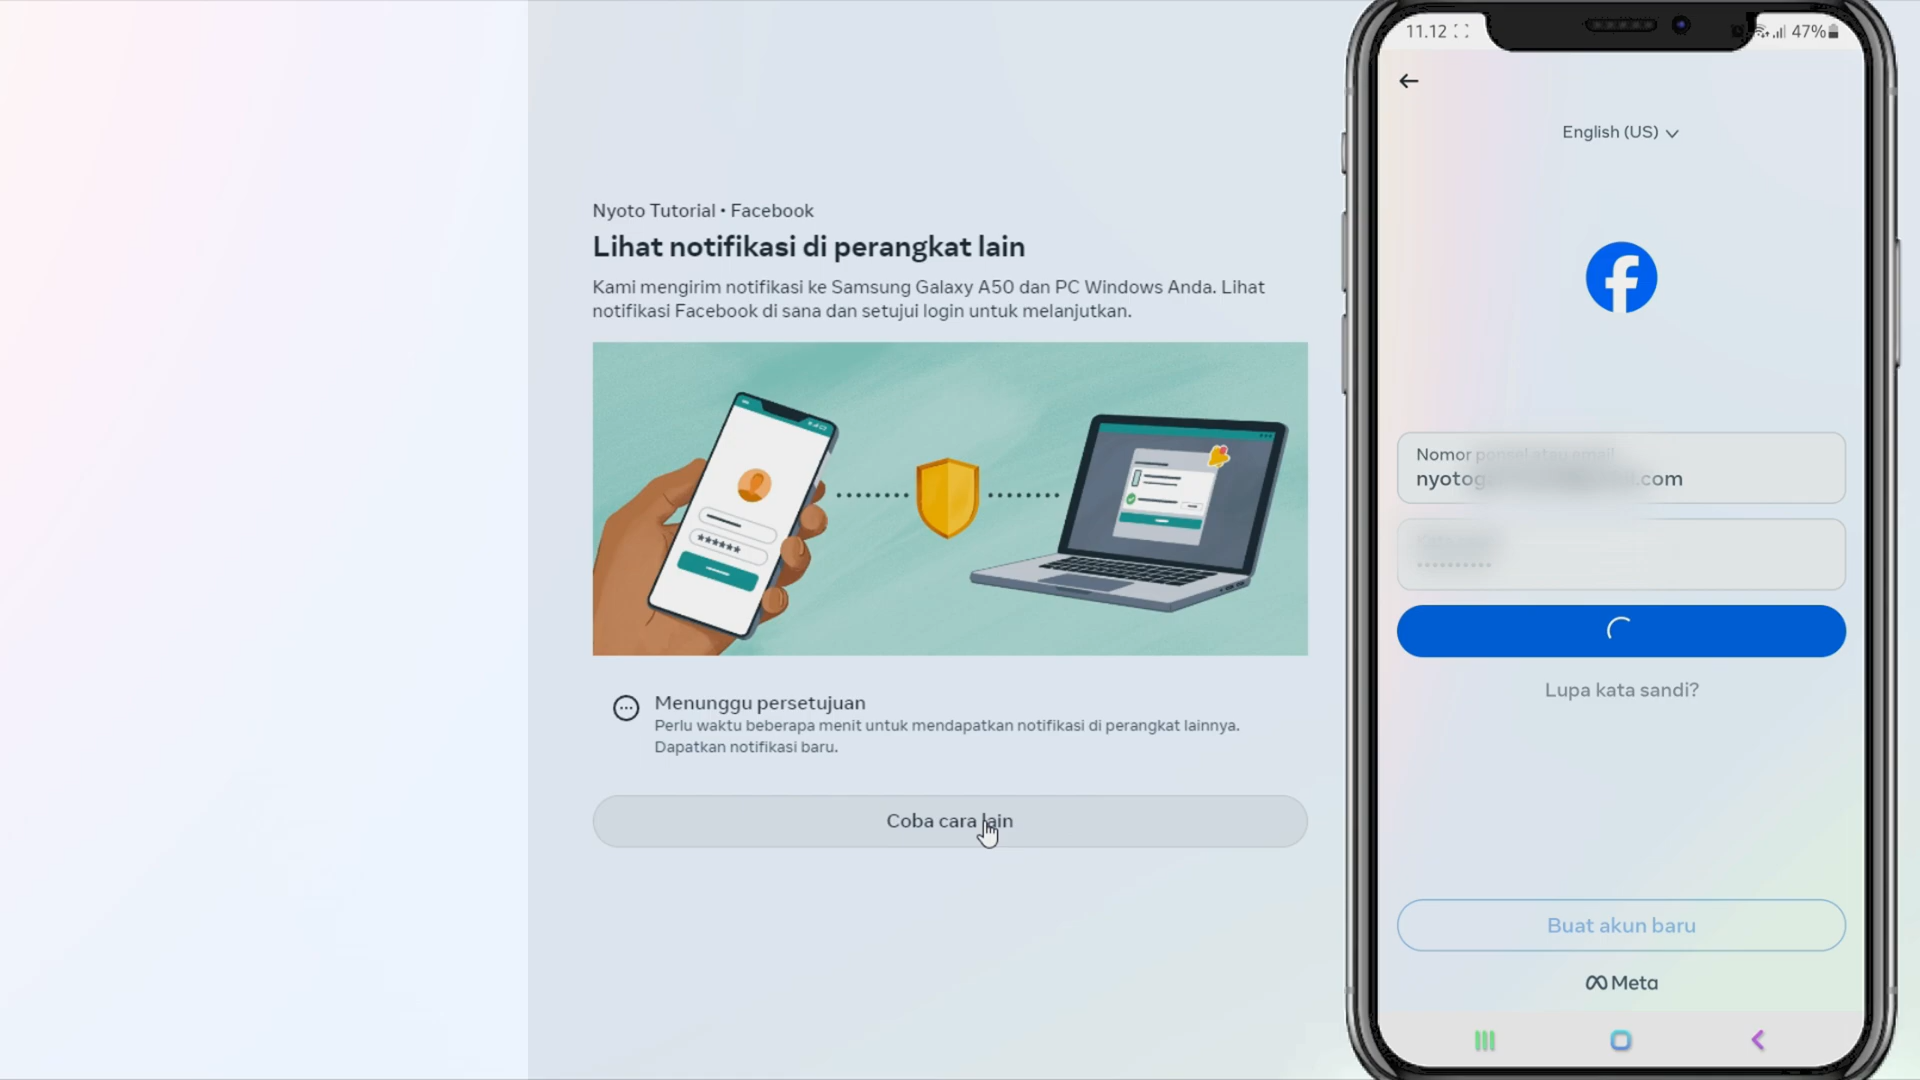 Nyoto Tutorial • Facebook
Lihat notifikasi di perangkat lain
Kami mengirim notifikasi ke Samsung Galaxy A50 dan PC Windows Anda. Lihat
notifikasi Facebook di sana dan setujui login untuk melanjutkan.
Menunggu persetujuan
Perlu waktu beberapa menit untuk mendapatkan notifikasi di perangkat lainnya.
Dapatkan notifikasi baru.
Coba cara lain
11.12
47%
English (US)
Nomor ponsel atau email
Lupa kata sandi?
Buat akun baru
Meta